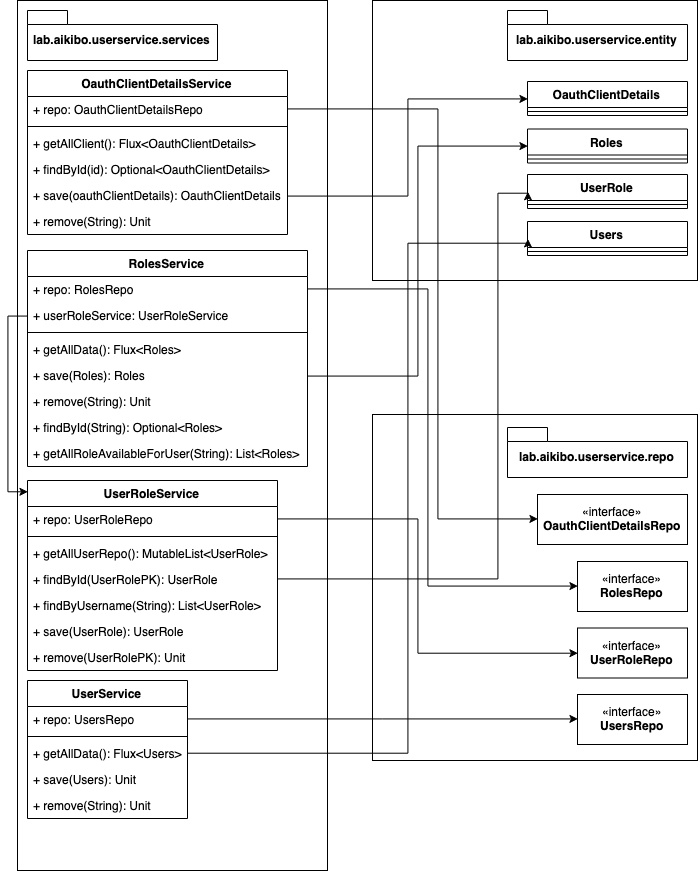 lab.aikibo.userservice.services
OauthClientDetailsService
+ repo: OauthClientDetailsRepo
+ getAllClient(): Flux<OauthClientDetails>
+ findById(id): Optional<OauthClientDetails>
+ save(oauthClientDetails): OauthClientDetails
+ remove(String): Unit
RolesService
+ repo: RolesRepo
+ userRoleService: UserRoleService
+ getAllData(): Flux<Roles>
+ save(Roles): Roles
+ remove(String): Unit
+ findById(String): Optional<Roles>
+ getAllRoleAvailableForUser(String): List<Roles>
UserRoleService
+ repo: UserRoleRepo
+ getAllUserRepo(): MutableList<UserRole>
+ findById(UserRolePK): UserRole
+ findByUsername(String): List<UserRole>
+ save(UserRole): UserRole
+ remove(UserRolePK): Unit
UserService
+ repo: UsersRepo
+ getAllData(): Flux<Users>
+ save(Users): Unit
+ remove(String): Unit
lab.aikibo.userservice.entity
OauthClientDetails
Roles
UserRole
Users
lab.aikibo.userservice.repo
«interface»
OauthClientDetailsRepo
«interface»
RolesRepo
«interface»
UserRoleRepo
«interface»
UsersRepo